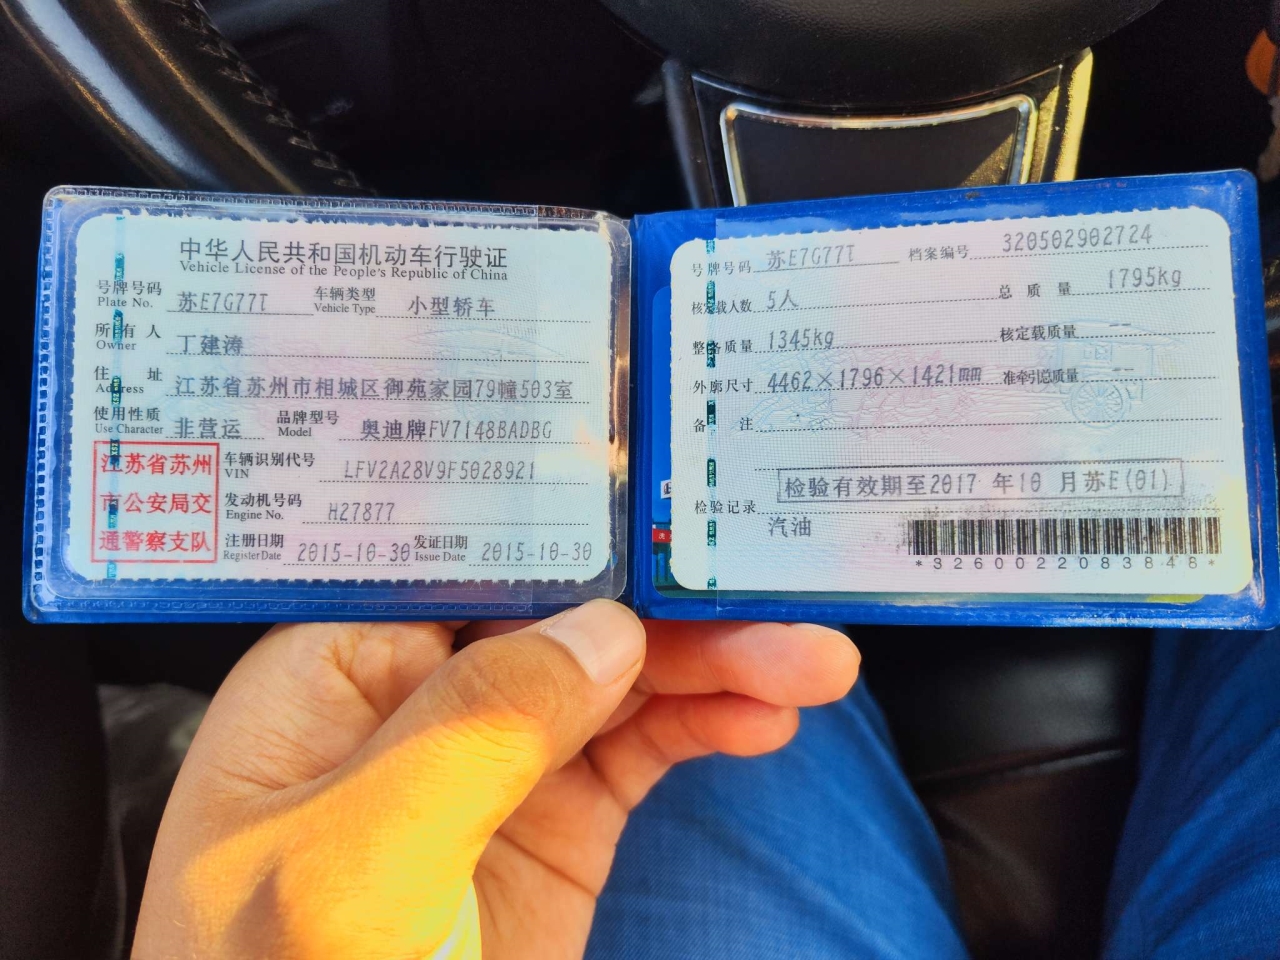 中华人民共和国机动车行驶证
Vehicle License of the People's Republic of China
号牌号码 Plate No. 苏E7G77T 车辆类型 Vehicle Type 小型轿车
所有人 Owner 丁建涛
住址 Address 江苏省苏州市相城区御苑家园79幢503室
使用性质 Use Character 非营运 品牌型号 Model 奥迪牌FV7148BADBG
江苏省苏州
市公安局交
通警察支队
车辆识别代号 VIN LFV2A28V9F5028921
发动机号码 Engine No. H27877
注册日期 Register Date 2015-10-30 发证日期 Issue Date 2015-10-30
号牌号码 苏E7G77T 档案编号 320502902724
核定载人数 5人 总质量 1795kg
整备质量 1345kg 核定载质量 --
外廓尺寸 4462×1796×1421mm 准牵引总质量 --
备注
检验有效期至2017年10月苏E(01)
检验记录
汽油
*3260022083848*